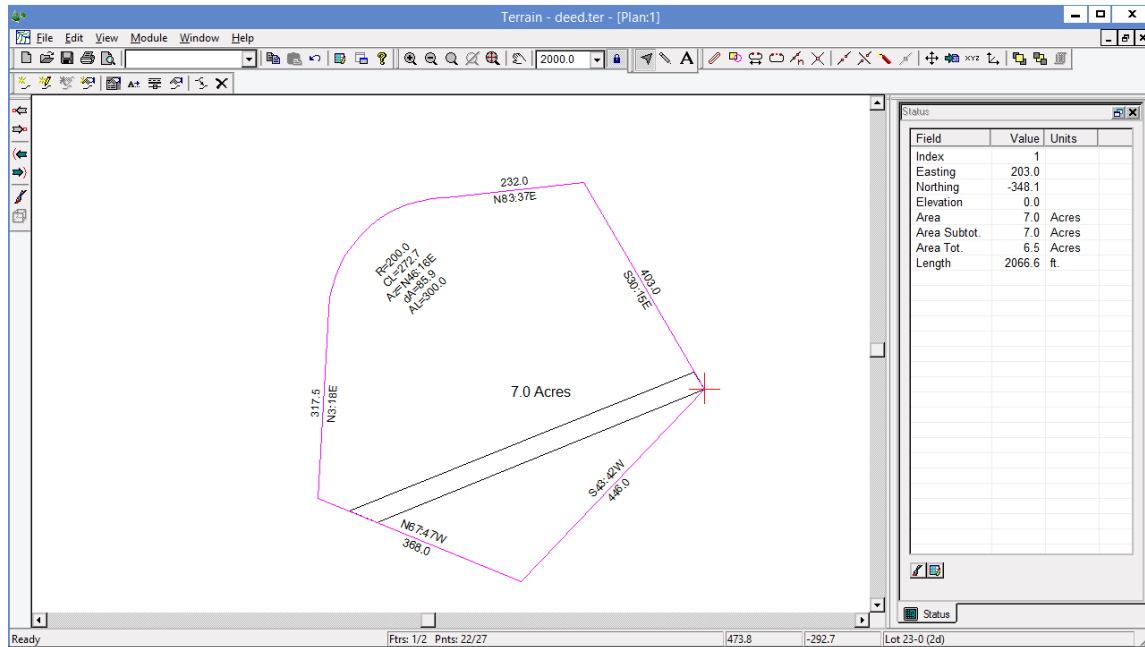 Terrain - deed.ter - [Plan:1]
File Edit View Module Window Help
2000.0
A
XYZ
Status
Field Value Units
Index 1
Easting 203.0
Northing -348.1
Elevation 0.0
Area 7.0 Acres
Area Subtot. 7.0 Acres
Area Tot. 6.5 Acres
Length 2066.6 ft.
232.0
N83:37E
R=200.0
CL=272.7
Az=N46:18E
dA=85.9
AL=300.0
403.0
S30:15E
317.5
N3:18E
7.0 Acres
S43:42W
446.0
N67:47W
368.0
Status
Ready Ftrs: 1/2 Pnts: 22/27 473.8 -292.7 Lot 23-0 (2d)